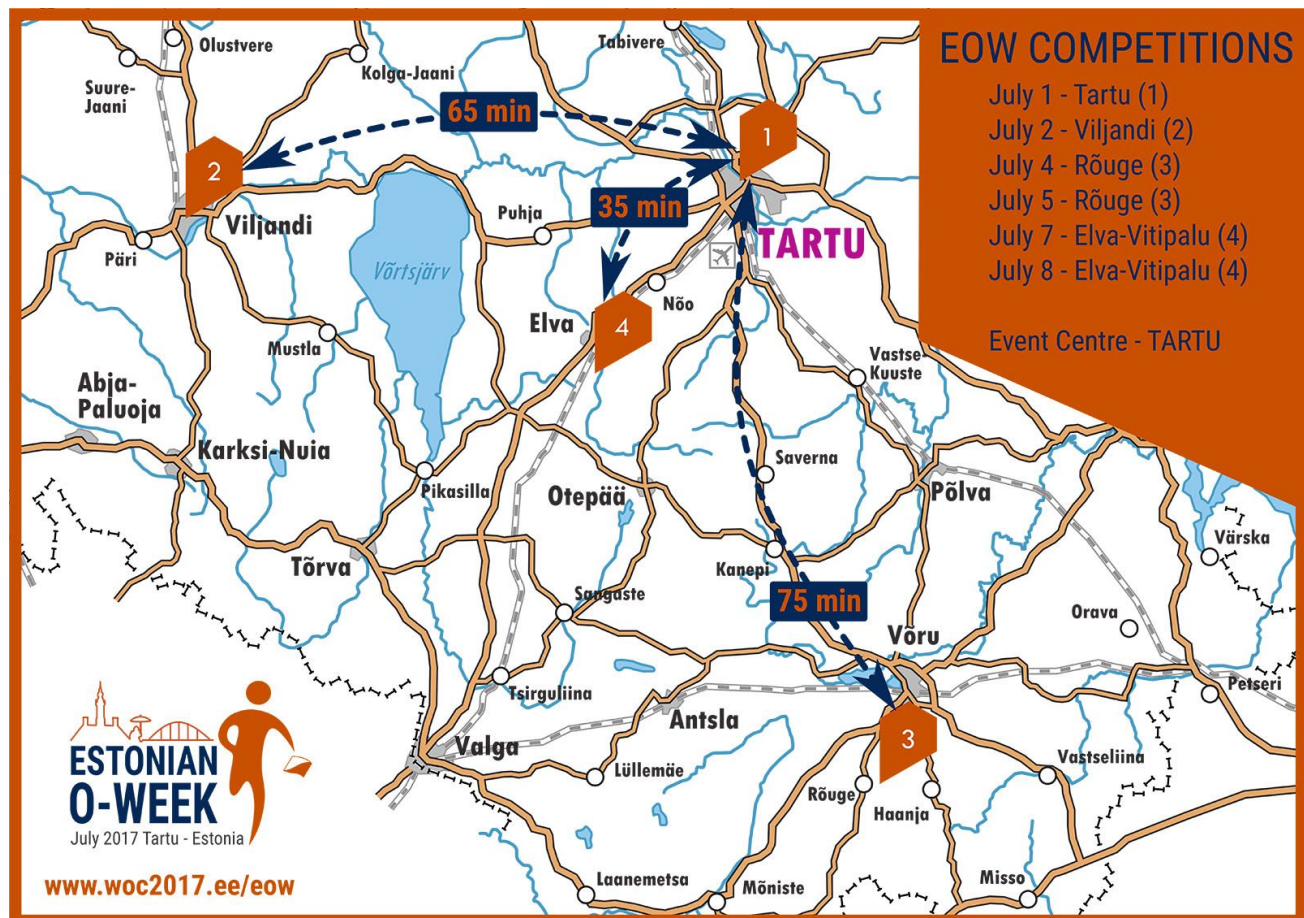 EOW COMPETITIONS
July 1 - Tartu (1)
July 2 - Viljandi (2)
July 4 - Rõuge (3)
July 5 - Rõuge (3)
July 7 - Elva-Vitipalu (4)
July 8 - Elva-Vitipalu (4)
Event Centre - TARTU
Olustvere
Suure-
Jaani
Kolga-Jaani
Tabivere
65 min
1
2
35 min
Puhja
Viljandi
TARTU
Päri
Võrtsjärv
Nõo
Elva
4
Mustla
Vastse-
Kuuste
Abja-
Paluoja
Karksi-Nuia
Saverna
Pikasilla
Otepää
Põlva
Värska
Kanepi
Tõrva
75 min
Sangaste
Orava
Võru
Tsirguliina
Petseri
Antsla
3
Valga
Vastseliina
Lüllemäe
Rõuge
Haanja
ESTONIAN
O-WEEK
July 2017 Tartu - Estonia
www.woc2017.ee/eow
Laanemetsa
Mõniste
Misso